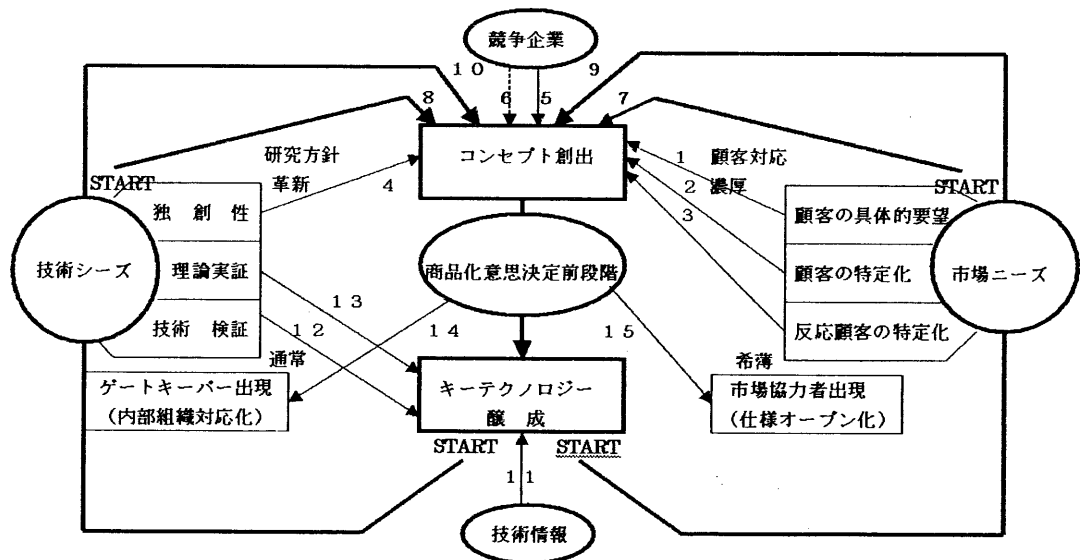 競争企業
10
9
8
6
5
7
コンセプト創出
研究方針
革新
4
1
顧客対応
2
濃厚
3
START
START
独 創 性
顧客の具体的要望
技術シーズ
理論実証
商品化意思決定前段階
顧客の特定化
市場ニーズ
13
技術 検証
12
14
15
反応顧客の特定化
通常
希薄
ゲートキーパー出現
(内部組織対応化)
キーテクノロジー
醸成
市場協力者出現
(仕様オープン化)
START
START
11
技術情報